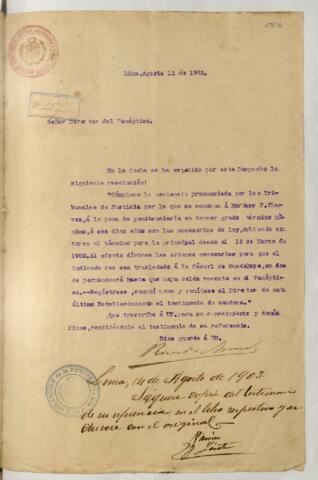 Lima, Agosto 11 de 1903.
Señor Director del Panóptico.
En la fecha se ha expedido por este Despacho la
siguiente resolución:
"Cúmplase la sentencia pronunciada por los Tri-
bunales de Justicia por la que se condena á Mariano P. Cha-
vez, á la pena de penitenciaría en tercer grado término mí-
nimo, ó sea diez años con las accesorias de ley, debiendo con-
tarse el término para la principal desde el 13 de Marzo de
1902. Al efecto díctese las órdenes necesarias para que el
indicado reo sea trasladado á la Cárcel de Guadalupe, en don-
de permanecerá hasta que haya celda vacante en el Panópti-
co.--Regístrese, comuníquese y remítase al Director de este
último Establecimiento el testimonio de condena."
Que trascribo á US. para su conocimiento y demás
fines, remitiéndole el testimonio de su referencia.
Dios guarde á US.
Lima, 14 de Agosto de 1903.
Sáquese copia del testimonio
de su referencia en el libro respectivo y ar-
chívese con el original.